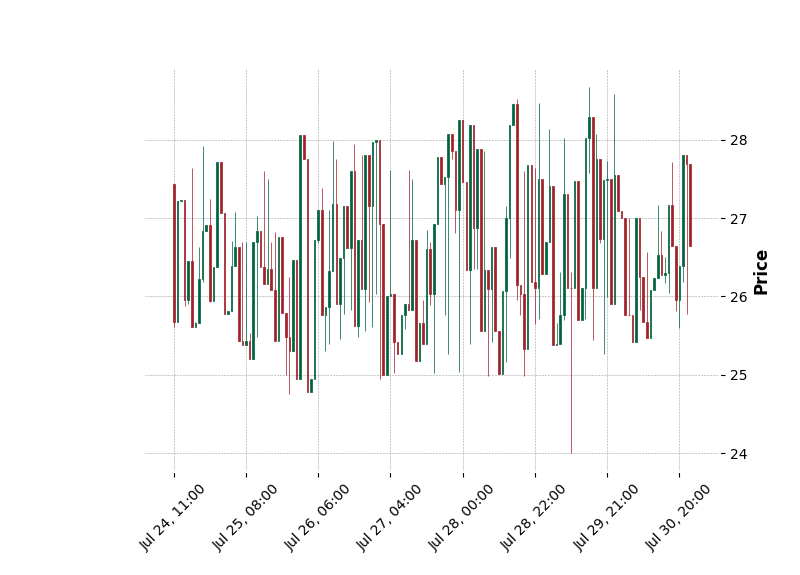 28
27
26
25
24
Price
Jul 24, 11:00
Jul 25, 08:00
Jul 26, 06:00
Jul 27, 04:00
Jul 28, 00:00
Jul 28, 22:00
Jul 29, 21:00
Jul 30, 20:00